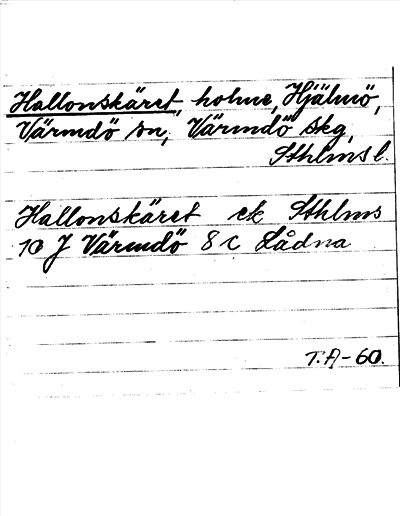 Hallonskäret, holme, Hjälmö,
Värmdö sn, Värmdö skg,
Sthlms l.
Hallonskäret ek Sthlms
10 J Värmdö 8 c Lådna
T.A-60.